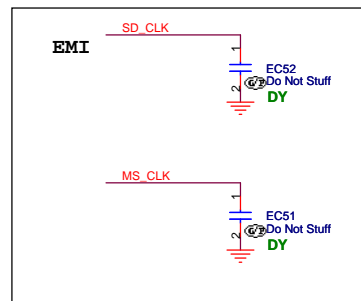 SD_CLK
EMI
1
EC52
2
Do Not Stuff
G/P
DY
MS_CLK
1
EC51
2
Do Not Stuff
G/P
DY